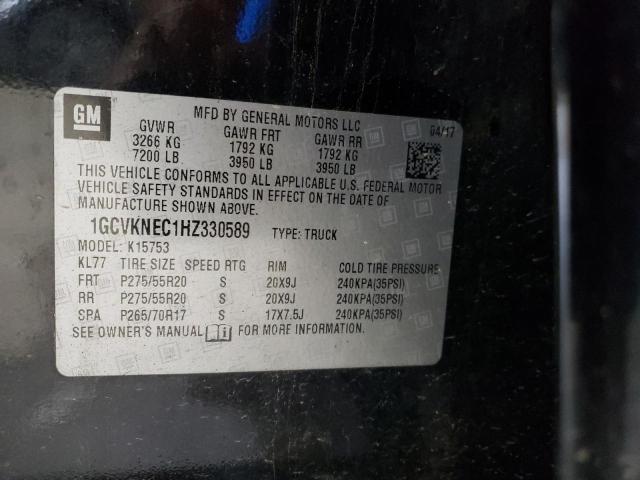 GM
MFD BY GENERAL MOTORS LLC
GVWR GAWR FRT GAWR RR 04/17
3266 KG 1792 KG 1792 KG
7200 LB 3950 LB 3950 LB
THIS VEHICLE CONFORMS TO ALL APPLICABLE U.S. FEDERAL MOTOR
VEHICLE SAFETY STANDARDS IN EFFECT ON THE DATE OF
MANUFACTURE SHOWN ABOVE.
1GCVKNEC1HZ330589 TYPE: TRUCK
MODEL: K15753
KL77 TIRE SIZE SPEED RTG RIM COLD TIRE PRESSURE
FRT P275/55R20 S 20X9J 240KPA(35PSI)
RR P275/55R20 S 20X9J 240KPA(35PSI)
SPA P265/70R17 S 17X7.5J 240KPA(35PSI)
SEE OWNER'S MANUAL FOR MORE INFORMATION.